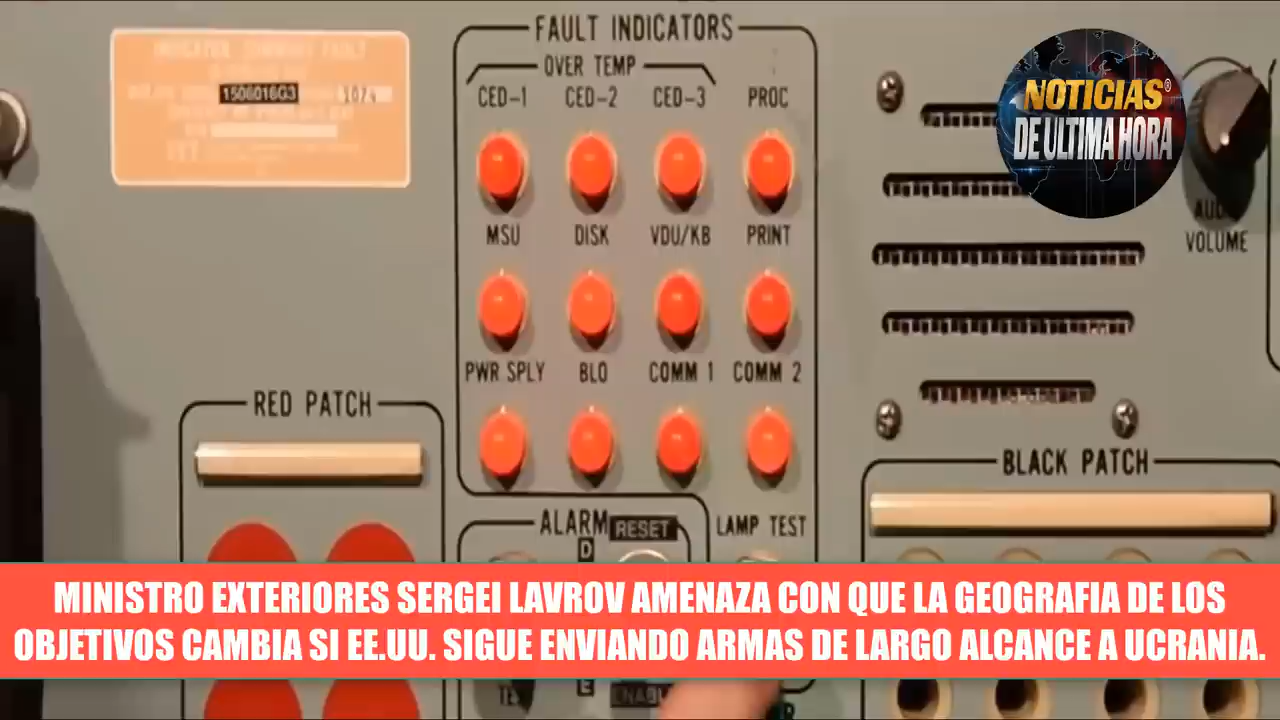 FAULT INDICATORS
OVER TEMP
CED-1 CED-2 CED-3 PROC
1506016G3
NOTICIAS®
DE ULTIMA HORA
MSU DISK VDU/KB PRINT
VOLUME
PWR SPLY BLO COMM 1 COMM 2
RED PATCH
BLACK PATCH
ALARM RESET LAMP TEST
MINISTRO EXTERIORES SERGEI LAVROV AMENAZA CON QUE LA GEOGRAFIA DE LOS
OBJETIVOS CAMBIA SI EE.UU. SIGUE ENVIANDO ARMAS DE LARGO ALCANCE A UCRANIA.